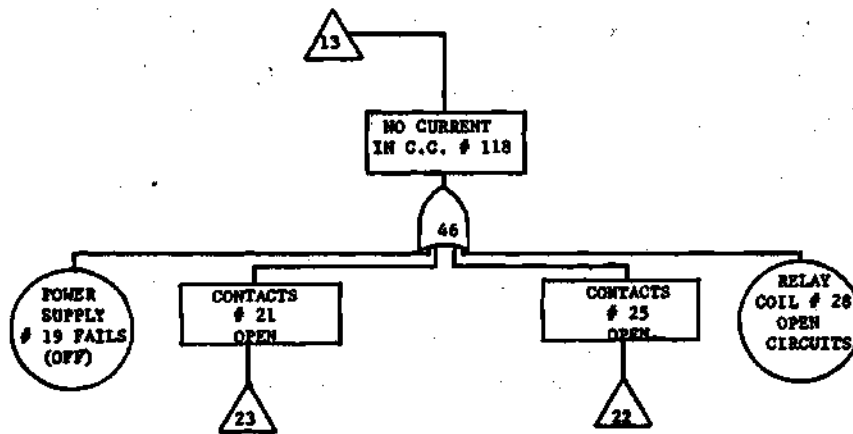 13
NO CURRENT
IN C.C. # 118
46
POWER
SUPPLY
# 19 FAILS
(OFF)
CONTACTS
# 21
OPEN
CONTACTS
# 25
OPEN.
RELAY
COIL # 28
OPEN
CIRCUITS
23
22